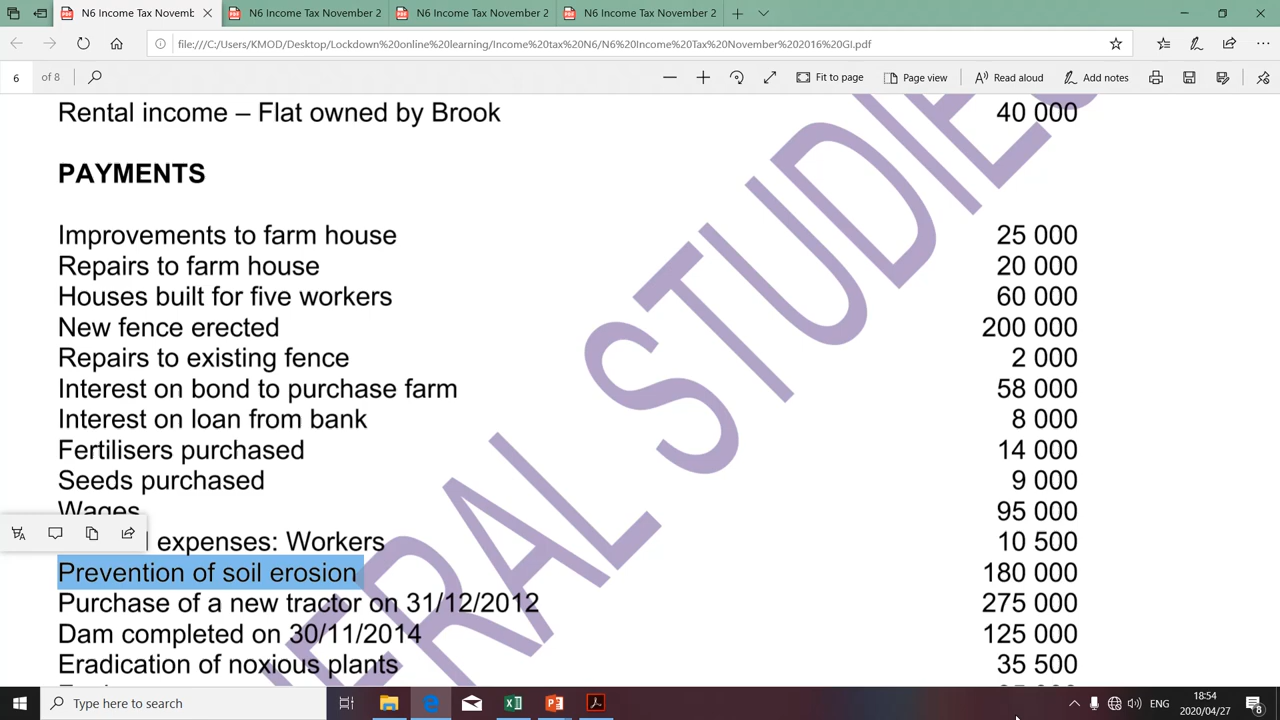 N6 Income Tax November 2
N6 Income Tax November 2
N6 Income Tax November 2
N6 Income Tax November 2
file:///C:/Users/KMOD/Desktop/Lockdown%20online%20learning/Income%20tax%20N6/N6%20Income%20Tax%20November%202016%20GI.pdf
6 of 8 Fit to page Page view Read aloud Add notes
Rental income – Flat owned by Brook 40 000
PAYMENTS
Improvements to farm house 25 000
Repairs to farm house 20 000
Houses built for five workers 60 000
New fence erected 200 000
Repairs to existing fence 2 000
Interest on bond to purchase farm 58 000
Interest on loan from bank 8 000
Fertilisers purchased 14 000
Seeds purchased 9 000
Wages 95 000
expenses: Workers 10 500
Prevention of soil erosion 180 000
Purchase of a new tractor on 31/12/2012 275 000
Dam completed on 30/11/2014 125 000
Eradication of noxious plants 35 500
ERAL STUDIES
Type here to search
ENG
18:54
2020/04/27
8